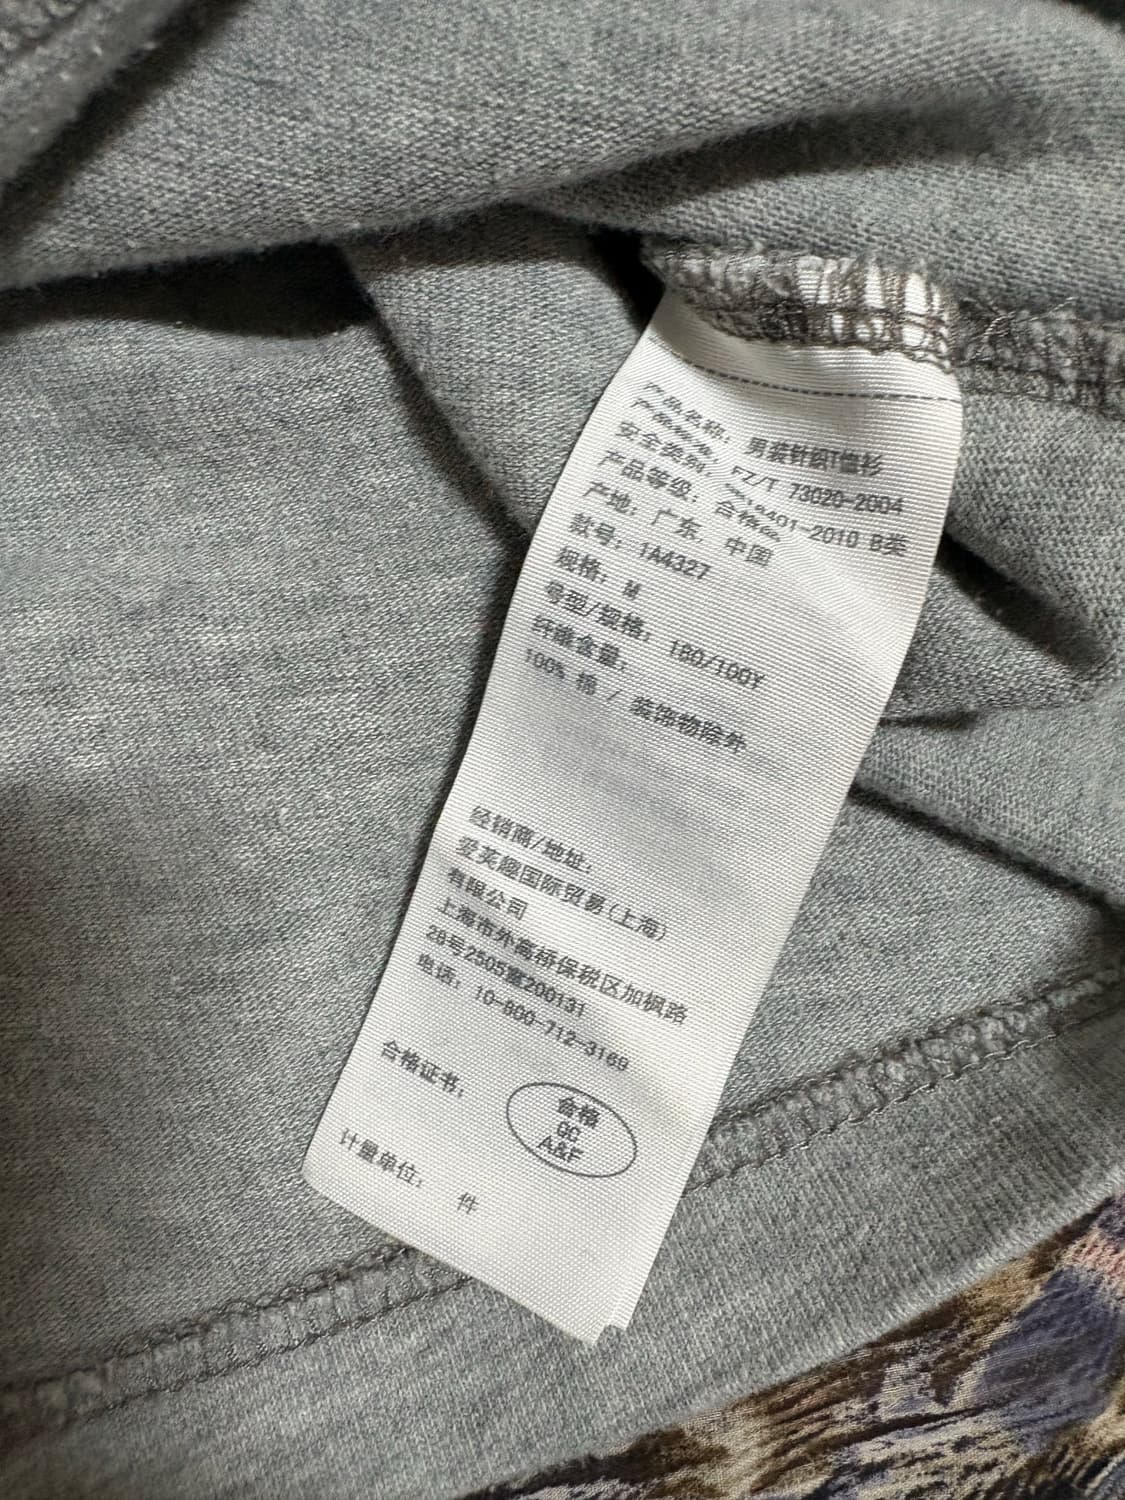 产品名称: 男装针织T恤衫
FZ/T 73020-2004
安全类别: 18401-2010 B类
产品等级: 合格品
产地: 广东, 中国
款号: 1A4327
规格: M
号型/规格: 180/100Y
纤维含量:
100% 棉 / 装饰物除外
经销商/地址:
爱芙趣国际贸易(上海)
有限公司
上海市外高桥保税区加枫路
28号2505室200131
电话: 10-800-712-3169
合格证书:
合格
QC
A&F
计量单位: 件